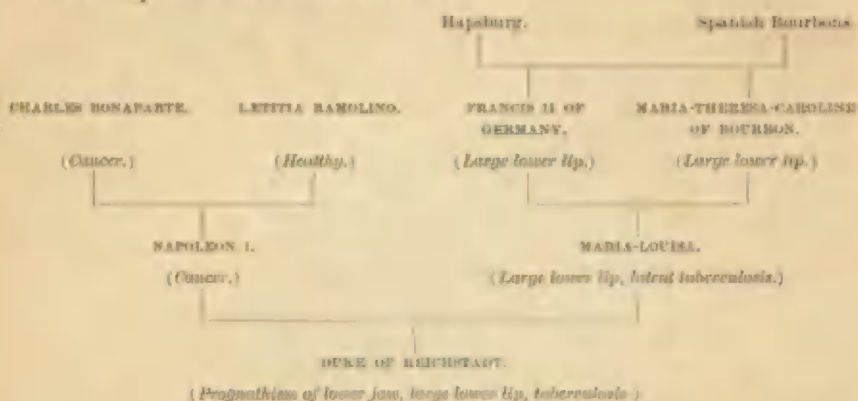 Hapsburg. Spanish Bourbons.
CHARLES BONAPARTE. LETITIA RAMOLINO. FRANCIS II OF MARIA-THERESA-CAROLINE
GERMANY. OF BOURBON.
(Cancer.) (Healthy.) (Large lower lip.) (Large lower lip.)
NAPOLEON I. MARIA-LOUISA.
(Cancer.) (Large lower lip, latent tuberculosis.)
DUKE OF REICHSTADT.
(Prognathism of lower jaw, large lower lip, tuberculosis.)